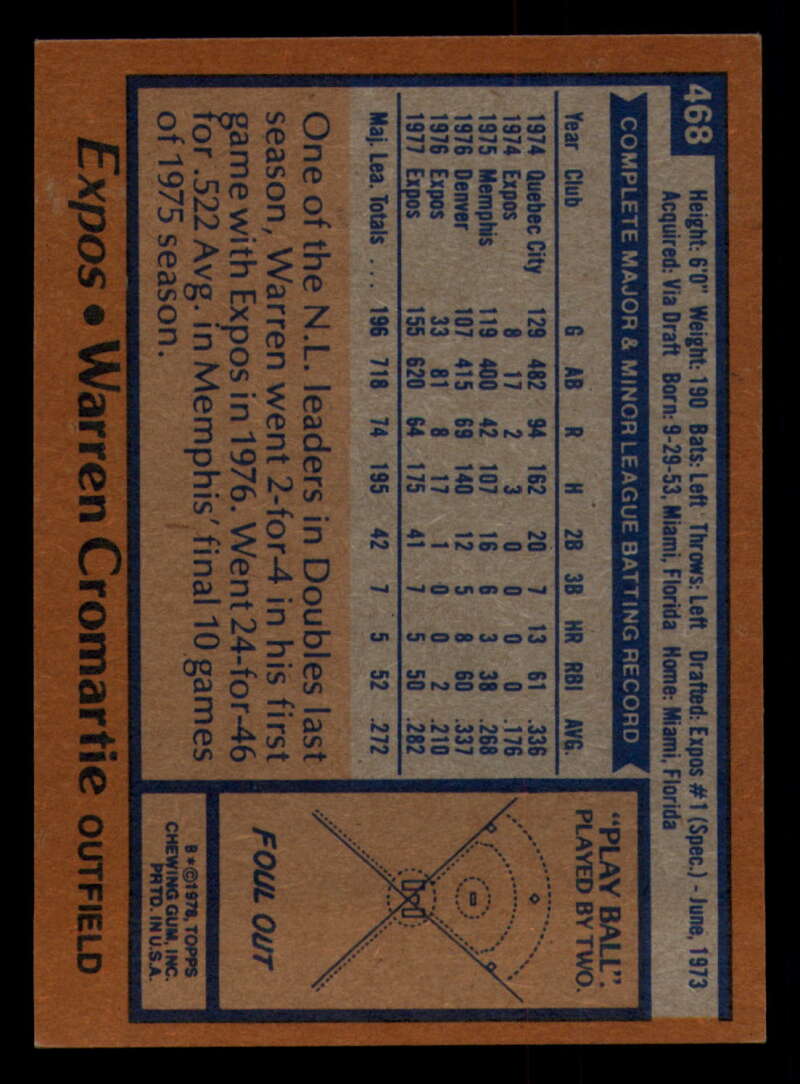 468
Height: 6'0" Weight: 190 Bats: Left Throws: Left Drafted: Expos #1 (Spec.) - June, 1973
Acquired: Via Draft Born: 9-29-53, Miami, Florida Home: Miami, Florida
COMPLETE MAJOR & MINOR LEAGUE BATTING RECORD
Year Club G AB R H 2B 3B HR RBI AVG.
1974 Quebec City 129 482 94 162 20 7 13 61 .336
1974 Expos 8 17 2 3 0 0 0 0 .176
1975 Memphis 119 400 42 107 16 6 3 38 .268
1976 Denver 107 415 69 140 12 5 8 60 .337
1976 Expos 33 81 8 17 1 0 0 2 .210
1977 Expos 155 620 64 175 41 7 5 50 .282
Maj. Lea. Totals ... 196 718 74 195 42 7 5 52 .272
One of the N.L. leaders in Doubles last
season, Warren went 2-for-4 in his first
game with Expos in 1976. Went 24-for-46
for .522 Avg. in Memphis' final 10 games
of 1975 season.
"PLAY BALL".
PLAYED BY TWO.
FOUL OUT
B*©1978, TOPPS
CHEWING GUM, INC.
PRTD. IN U.S.A.
Expos • Warren Cromartie OUTFIELD